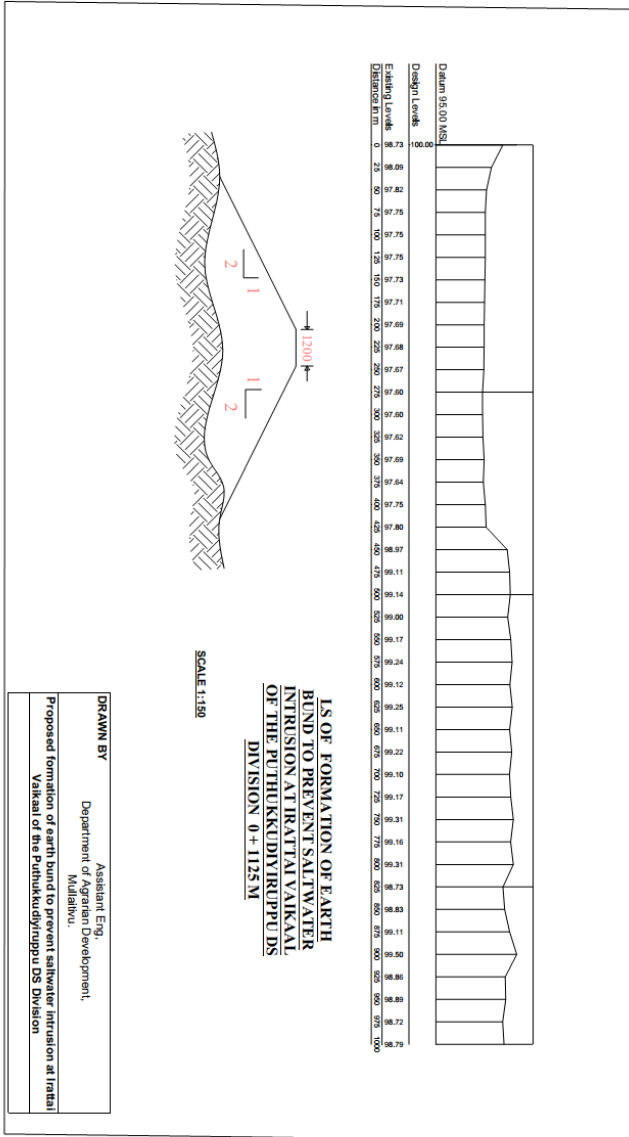 Datum 95.00 MSL
Design Levels 100.00
Existing Levels 98.73 98.09 97.82 97.75 97.75 97.75 97.73 97.71 97.69 97.68 97.67 97.60 97.60 97.62 97.69 97.64 97.75 97.80 98.97 99.11 99.14 99.00 99.17 99.24 99.12 99.25 99.11 99.22 99.10 99.17 99.31 99.16 99.31 98.73 98.83 99.11 99.50 98.86 98.89 98.72 98.79
Distance in m 0 25 50 75 100 125 150 175 200 225 250 275 300 325 350 375 400 425 450 475 500 525 550 575 600 625 650 675 700 725 750 775 800 825 850 875 900 925 950 975 1000
1200
1
2
1
2
LS OF FORMATION OF EARTH
BUND TO PREVENT SALTWATER
INTRUSION AT IRATTAI VAIKAAL
OF THE PUTHUKKUDIYIRUPPU DS
DIVISION 0+1125 M
SCALE 1:150
DRAWN BY
Assistant Eng,
Department of Agrarian Development,
Mullaitivu.
Proposed formation of earth bund to prevent saltwater intrusion at Irattai
Vaikaal of the Puthukkudiyiruppu DS Division